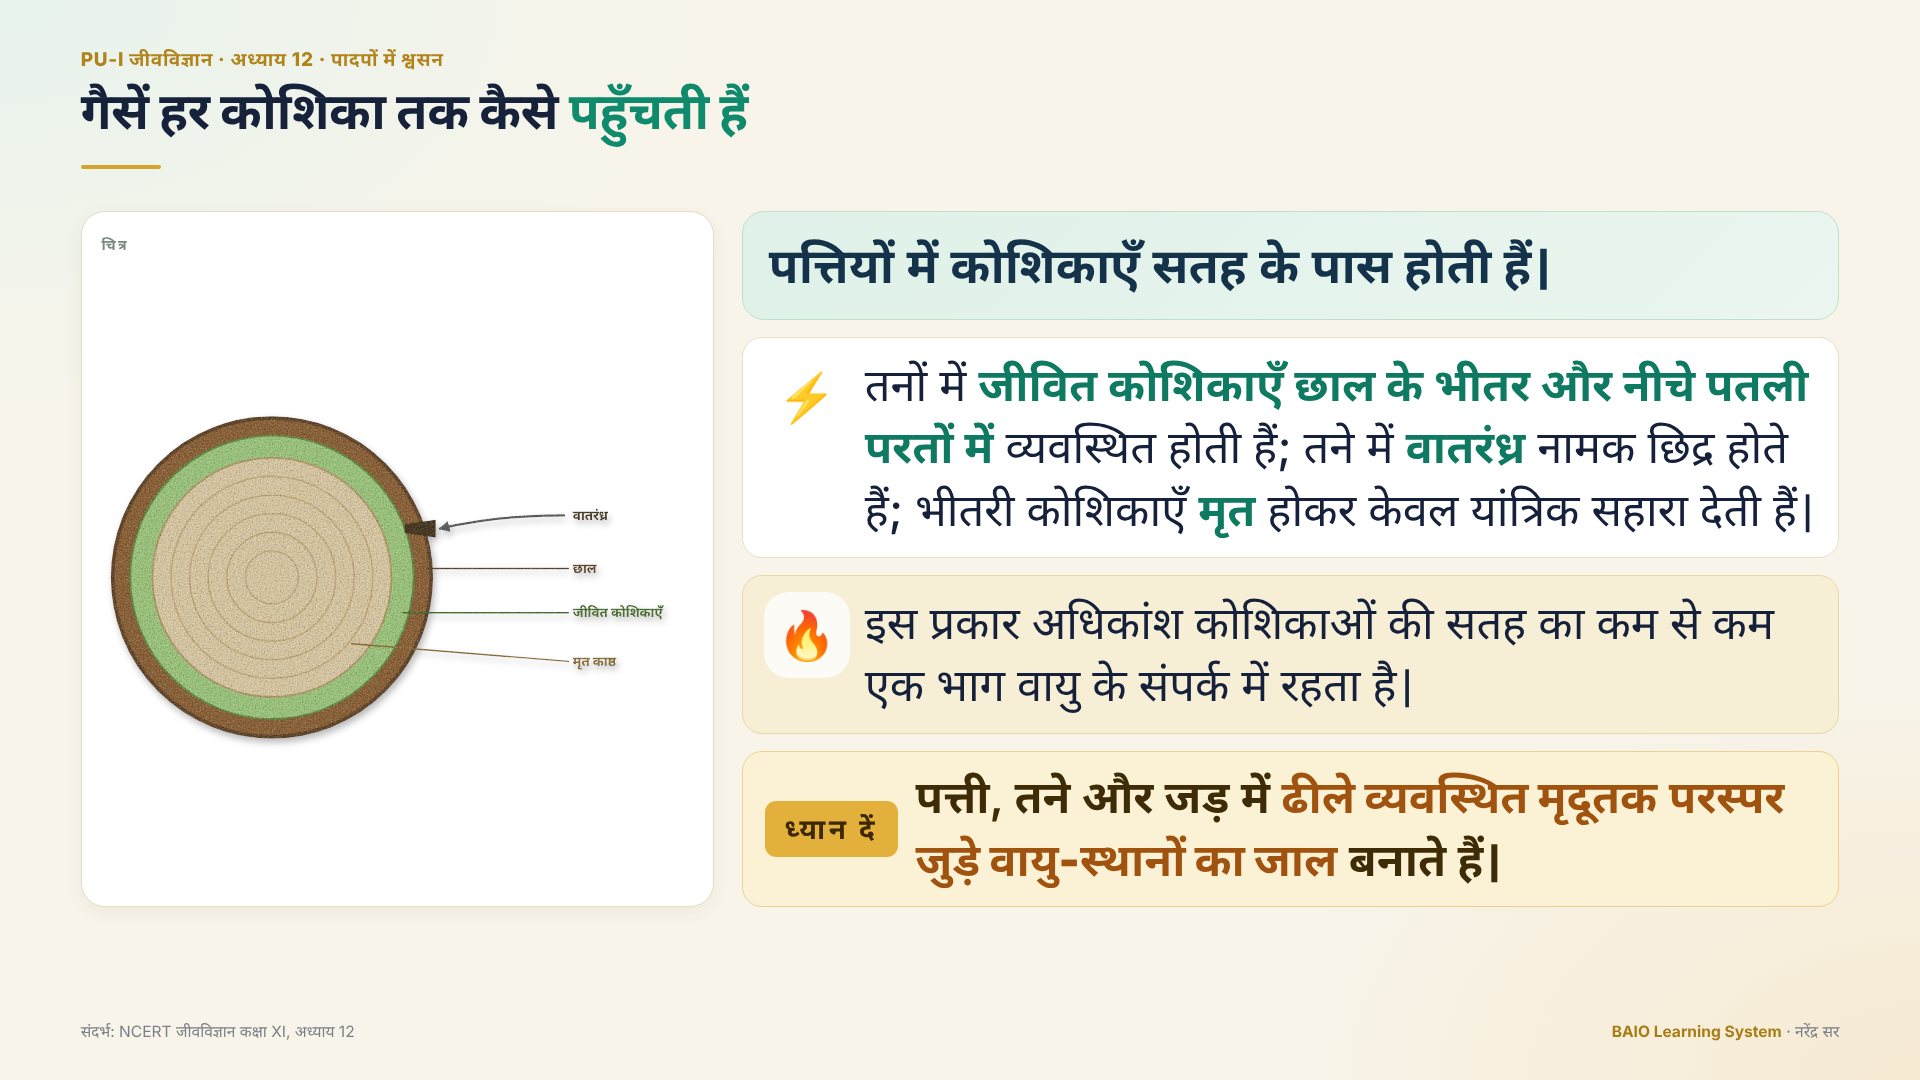 PU-I जीवविज्ञान · अध्याय 12 · पादपों में श्वसन
गैसें हर कोशिका तक कैसे पहुँचती हैं
चित्र
वातरंध्र
छाल
जीवित कोशिकाएँ
मृत काष्ठ
पत्तियों में कोशिकाएँ सतह के पास होती हैं|
तनों में जीवित कोशिकाएँ छाल के भीतर और नीचे पतली
परतों में व्यवस्थित होती हैं; तने में वातरंध्र नामक छिद्र होते
हैं; भीतरी कोशिकाएँ मृत होकर केवल यांत्रिक सहारा देती हैं|
इस प्रकार अधिकांश कोशिकाओं की सतह का कम से कम
एक भाग वायु के संपर्क में रहता है|
ध्यान दें
पत्ती, तने और जड़ में ढीले व्यवस्थित मृदूतक परस्पर
जुड़े वायु-स्थानों का जाल बनाते हैं|
संदर्भ: NCERT जीवविज्ञान कक्षा XI, अध्याय 12
BAIO Learning System · नरेंद्र सर